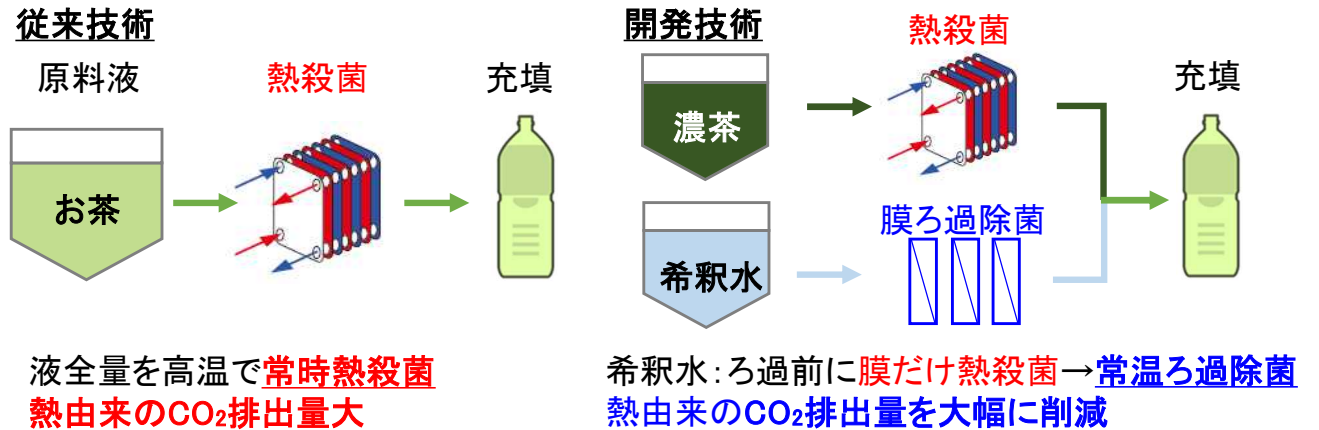 従来技術
原料液
熱殺菌
充填
お茶
液全量を高温で常時熱殺菌
熱由来のCO₂排出量大
開発技術
熱殺菌
充填
濃茶
膜ろ過除菌
希釈水
希釈水：ろ過前に膜だけ熱殺菌→常温ろ過除菌
熱由来のCO₂排出量を大幅に削減